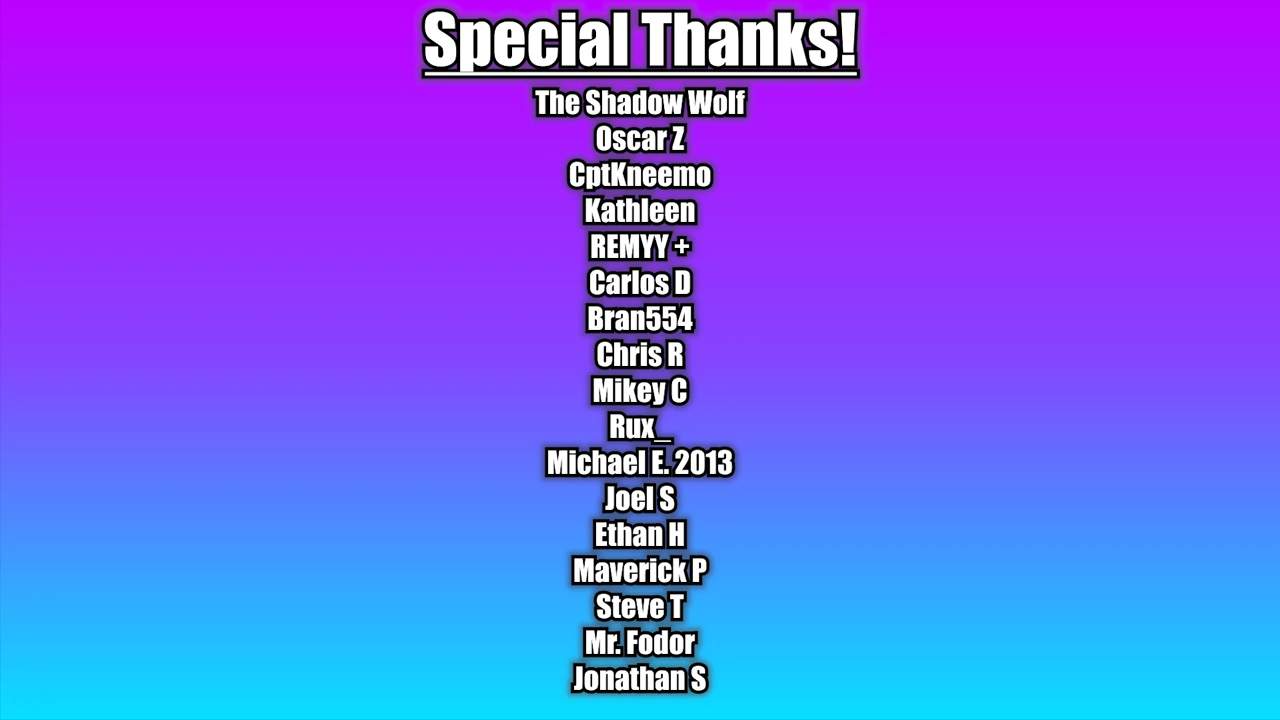 Special Thanks!
The Shadow Wolf
Oscar Z
CptKneemo
Kathleen
REMYY +
Carlos D
Bran554
Chris R
Mikey C
Rux_
Michael E. 2013
Joel S
Ethan H
Maverick P
Steve T
Mr. Fodor
Jonathan S